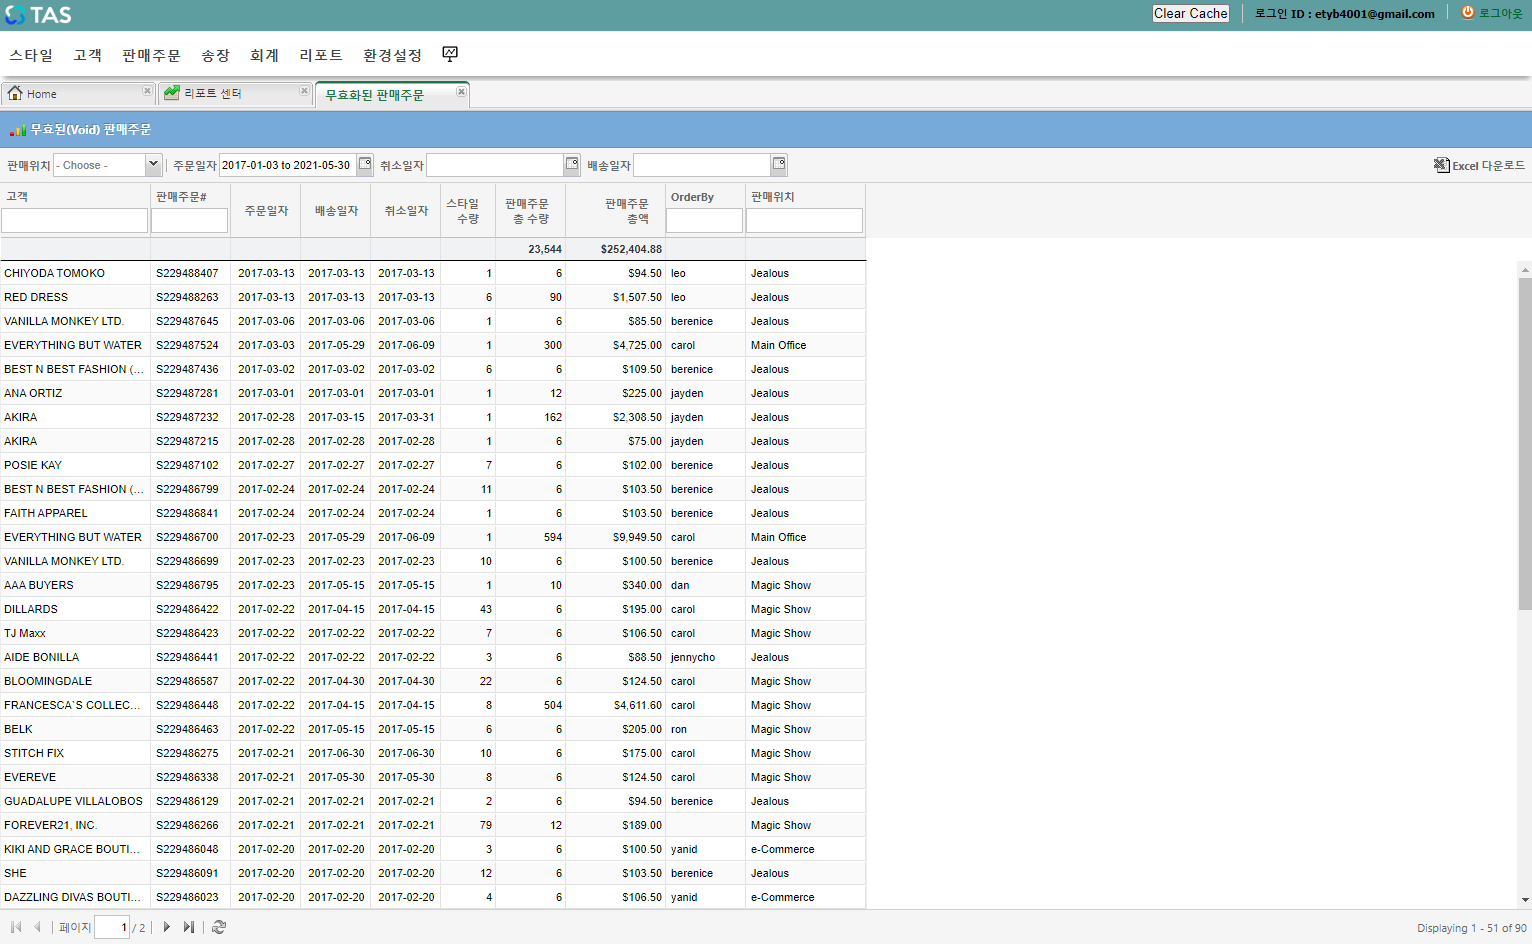 TAS
Clear Cache 로그인 ID : etyb4001@gmail.com 로그아웃
스타일 고객 판매주문 송장 회계 리포트 환경설정
Home 리포트 센터 무효화된 판매주문
무효된(Void) 판매주문
판매위치 - Choose - 주문일자 2017-01-03 to 2021-05-30 취소일자 배송일자 Excel 다운로드
고객 판매주문# 주문일자 배송일자 취소일자 스타일 수량 판매주문 총 수량 판매주문 총액 OrderBy 판매위치
23,544 $252,404.88
CHIYODA TOMOKO S229488407 2017-03-13 2017-03-13 2017-03-13 1 6 $94.50 leo Jealous
RED DRESS S229488263 2017-03-13 2017-03-13 2017-03-13 6 90 $1,507.50 leo Jealous
VANILLA MONKEY LTD. S229487645 2017-03-06 2017-03-06 2017-03-06 1 6 $85.50 berenice Jealous
EVERYTHING BUT WATER S229487524 2017-03-03 2017-05-29 2017-06-09 1 300 $4,725.00 carol Main Office
BEST N BEST FASHION (... S229487436 2017-03-02 2017-03-02 2017-03-02 6 6 $109.50 berenice Jealous
ANA ORTIZ S229487281 2017-03-01 2017-03-01 2017-03-01 1 12 $225.00 jayden Jealous
AKIRA S229487232 2017-02-28 2017-03-15 2017-03-31 1 162 $2,308.50 jayden Jealous
AKIRA S229487215 2017-02-28 2017-02-28 2017-02-28 1 6 $75.00 jayden Jealous
POSIE KAY S229487102 2017-02-27 2017-02-27 2017-02-27 7 6 $102.00 berenice Jealous
BEST N BEST FASHION (... S229486799 2017-02-24 2017-02-24 2017-02-24 11 6 $103.50 berenice Jealous
FAITH APPAREL S229486841 2017-02-24 2017-02-24 2017-02-24 1 6 $103.50 berenice Jealous
EVERYTHING BUT WATER S229486700 2017-02-23 2017-05-29 2017-06-09 1 594 $9,949.50 carol Main Office
VANILLA MONKEY LTD. S229486699 2017-02-23 2017-02-23 2017-02-23 10 6 $100.50 berenice Jealous
AAA BUYERS S229486795 2017-02-23 2017-05-15 2017-05-15 1 10 $340.00 dan Magic Show
DILLARDS S229486422 2017-02-22 2017-04-15 2017-04-15 43 6 $195.00 carol Magic Show
TJ Maxx S229486423 2017-02-22 2017-02-22 2017-02-22 7 6 $106.50 carol Magic Show
AIDE BONILLA S229486441 2017-02-22 2017-02-22 2017-02-22 3 6 $88.50 jennycho Jealous
BLOOMINGDALE S229486587 2017-02-22 2017-04-30 2017-04-30 22 6 $124.50 carol Magic Show
FRANCESCA`S COLLEC... S229486448 2017-02-22 2017-04-15 2017-04-15 8 504 $4,611.60 carol Magic Show
BELK S229486463 2017-02-22 2017-05-15 2017-05-15 6 6 $205.00 ron Magic Show
STITCH FIX S229486275 2017-02-21 2017-06-30 2017-06-30 10 6 $175.00 carol Magic Show
EVEREVE S229486338 2017-02-21 2017-05-30 2017-05-30 8 6 $124.50 carol Magic Show
GUADALUPE VILLALOBOS S229486129 2017-02-21 2017-02-21 2017-02-21 2 6 $94.50 berenice Jealous
FOREVER21, INC. S229486266 2017-02-21 2017-02-21 2017-02-21 79 12 $189.00 Magic Show
KIKI AND GRACE BOUTI... S229486048 2017-02-20 2017-02-20 2017-02-20 3 6 $100.50 yanid e-Commerce
SHE S229486091 2017-02-20 2017-02-20 2017-02-20 12 6 $103.50 berenice Jealous
DAZZLING DIVAS BOUTI... S229486023 2017-02-20 2017-02-20 2017-02-20 4 6 $106.50 yanid e-Commerce
페이지 1 / 2 Displaying 1 - 51 of 90